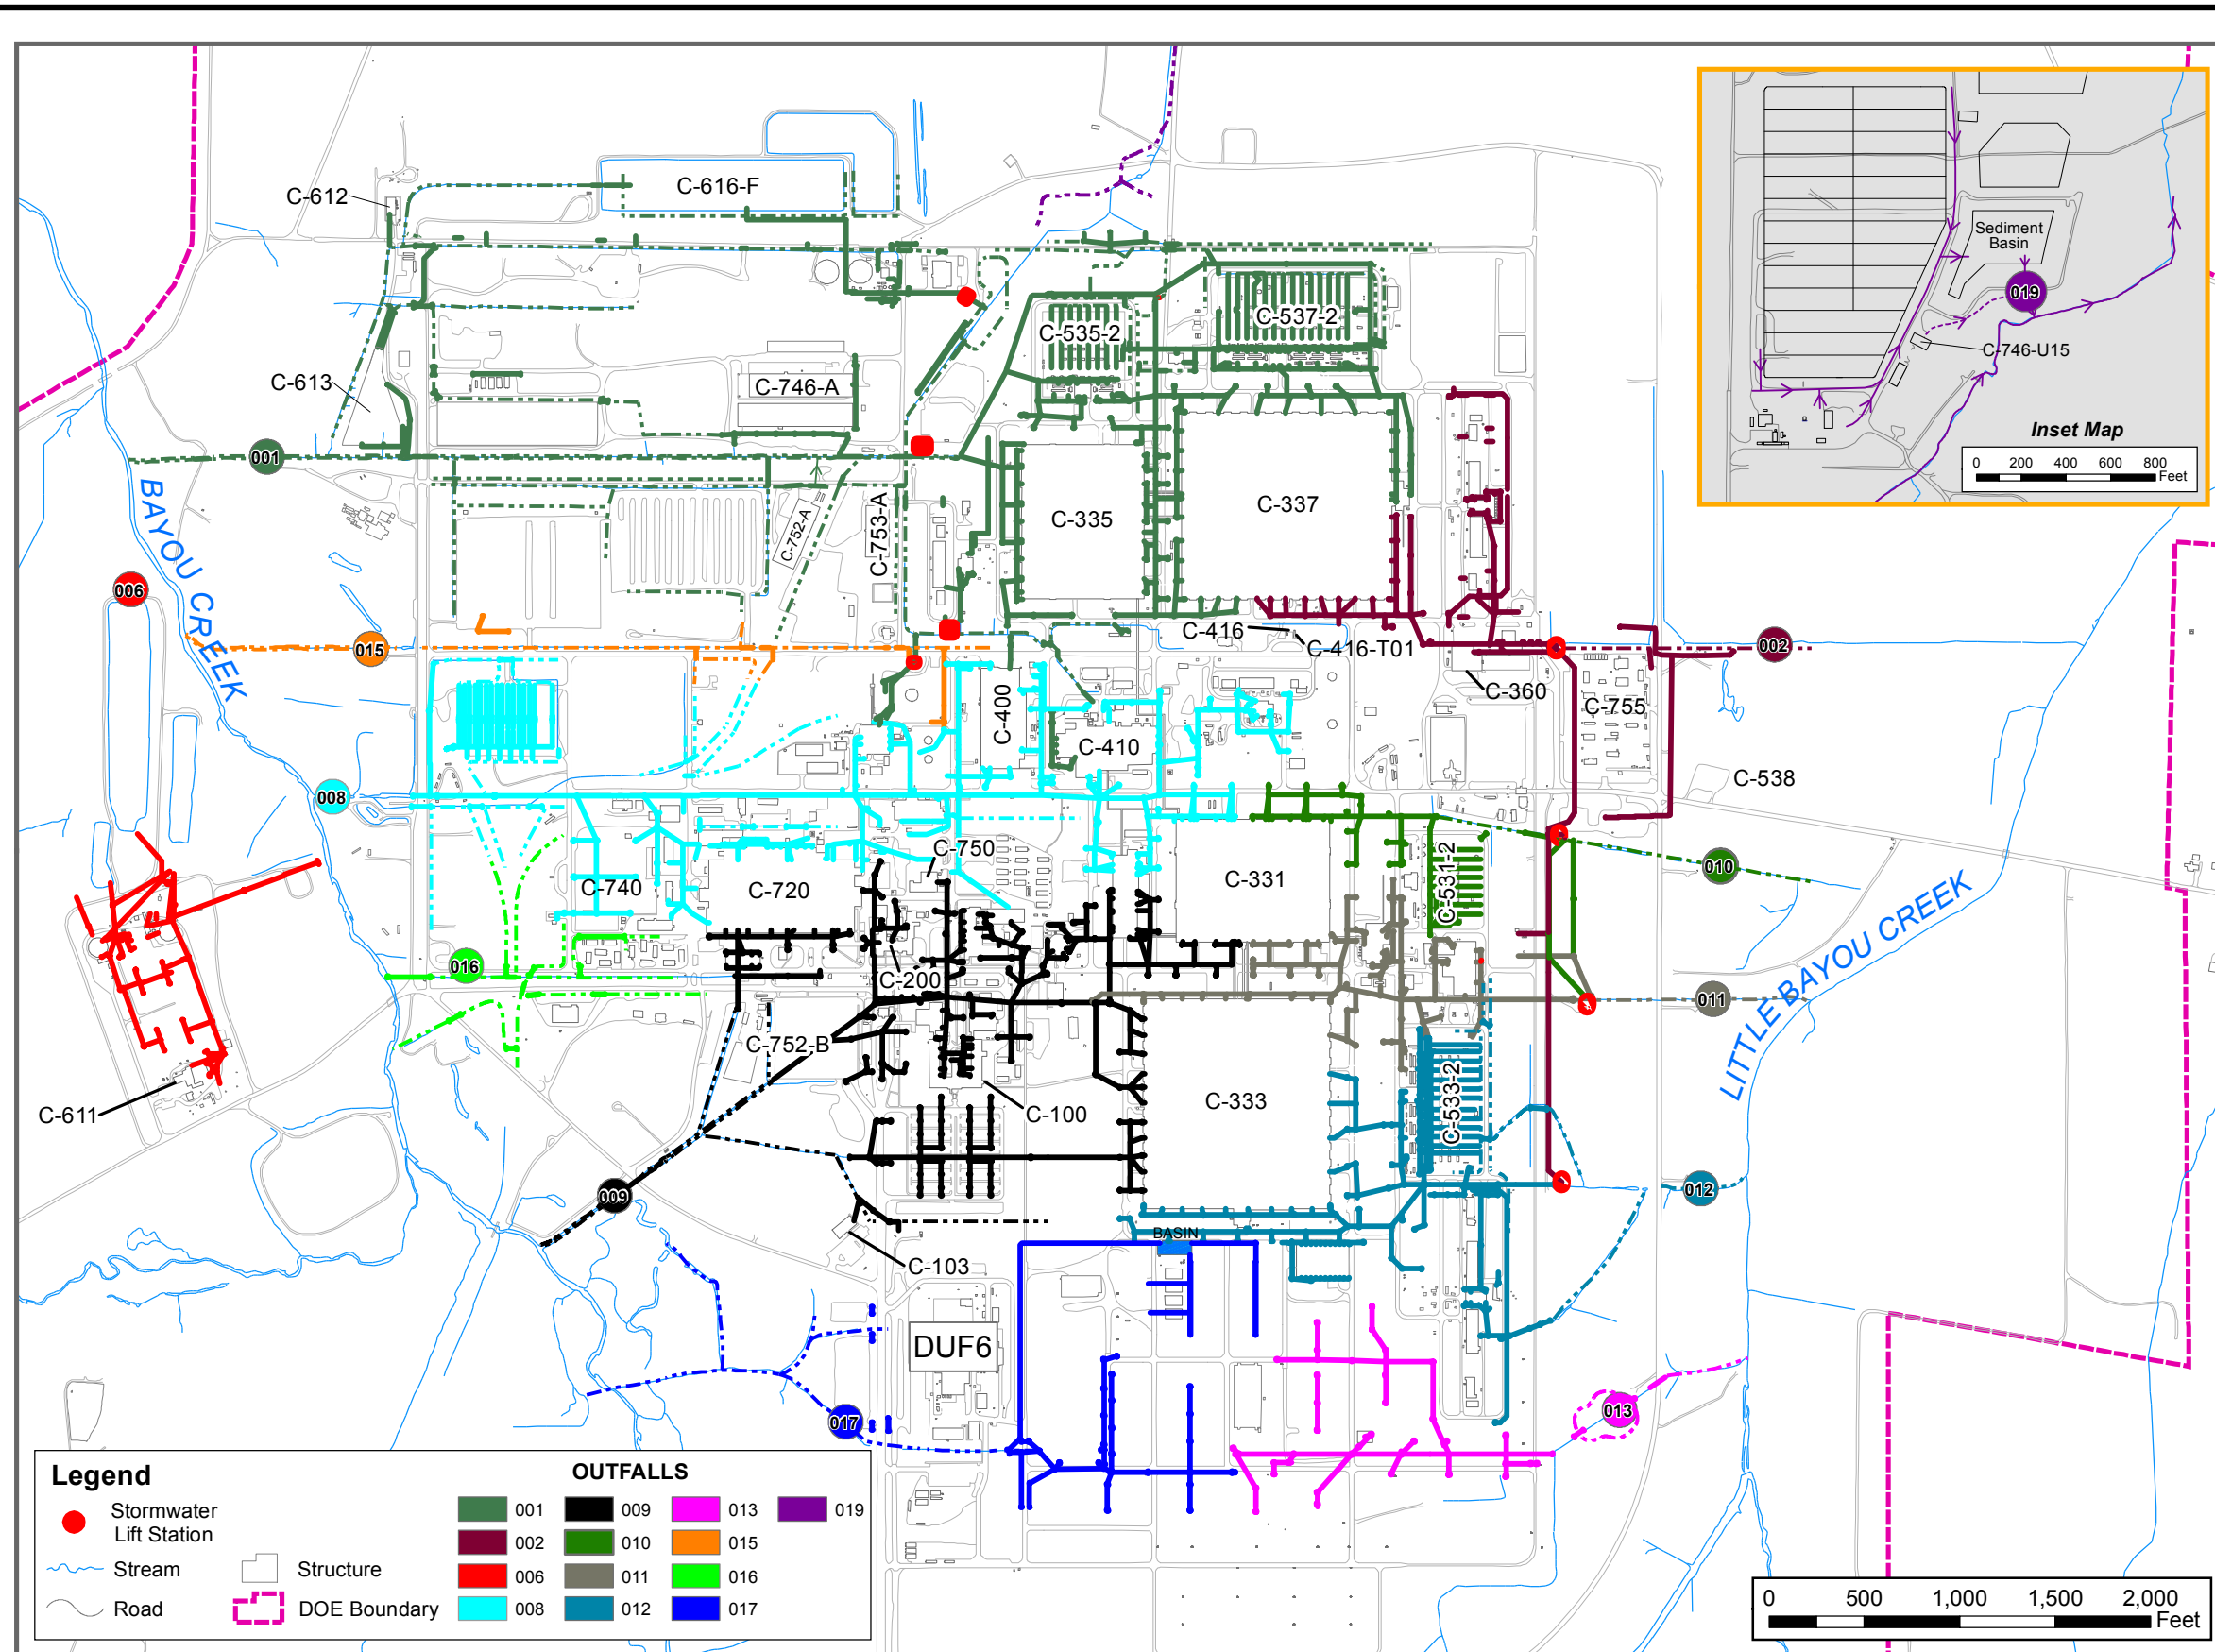 C-612
C-616-F
C-613
C-746-A
C-535-2
C-537-2
Sediment
Basin
019
C-746-U15
Inset Map
0 200 400 600 800
Feet
001
BAYOU CREEK
C-752-A
C-753-A
C-335
C-337
006
015
C-416
C-416-T01
002
C-360
C-755
C-400
C-410
C-538
008
C-750
C-740
C-720
C-331
C-531-2
010
016
C-200
011
LITTLE BAYOU CREEK
C-752-B
C-611
C-100
C-333
C-533-2
009
012
BASIN
C-103
DUF6
017
013
Legend
Stormwater
Lift Station
Stream
Road
Structure
DOE Boundary
OUTFALLS
001
002
006
008
009
010
011
012
013
015
016
017
019
0 500 1,000 1,500 2,000
Feet